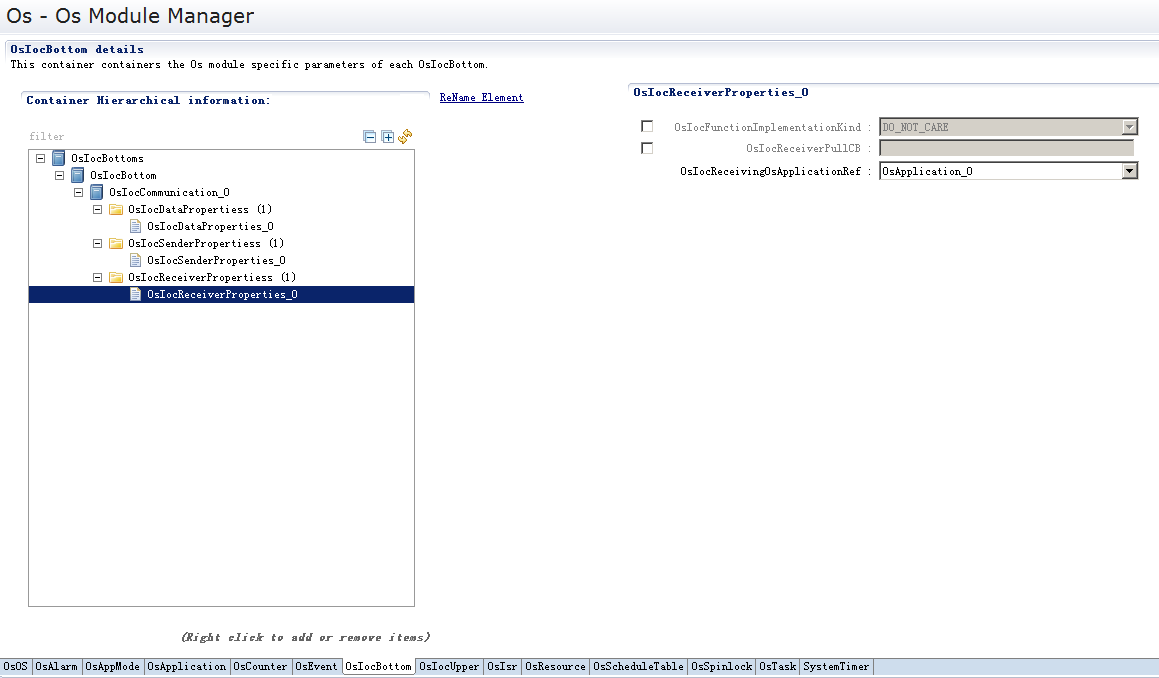 Os - Os Module Manager
OsIocBottom details
This container containers the Os module specific parameters of each OsIocBottom.
Container Hierarchical information:
ReName Element
filter
OsIocBottoms
OsIocBottom
OsIocCommunication_0
OsIocDataPropertiess (1)
OsIocDataProperties_0
OsIocSenderPropertiess (1)
OsIocSenderProperties_0
OsIocReceiverPropertiess (1)
OsIocReceiverProperties_0
(Right click to add or remove items)
OsIocReceiverProperties_0
OsIocFunctionImplementationKind : DO_NOT_CARE
OsIocReceiverPullCB :
OsIocReceivingOsApplicationRef : OsApplication_0
OsOS OsAlarm OsAppMode OsApplication OsCounter OsEvent OsIocBottom OsIocUpper OsIsr OsResource OsScheduleTable OsSpinlock OsTask SystemTimer